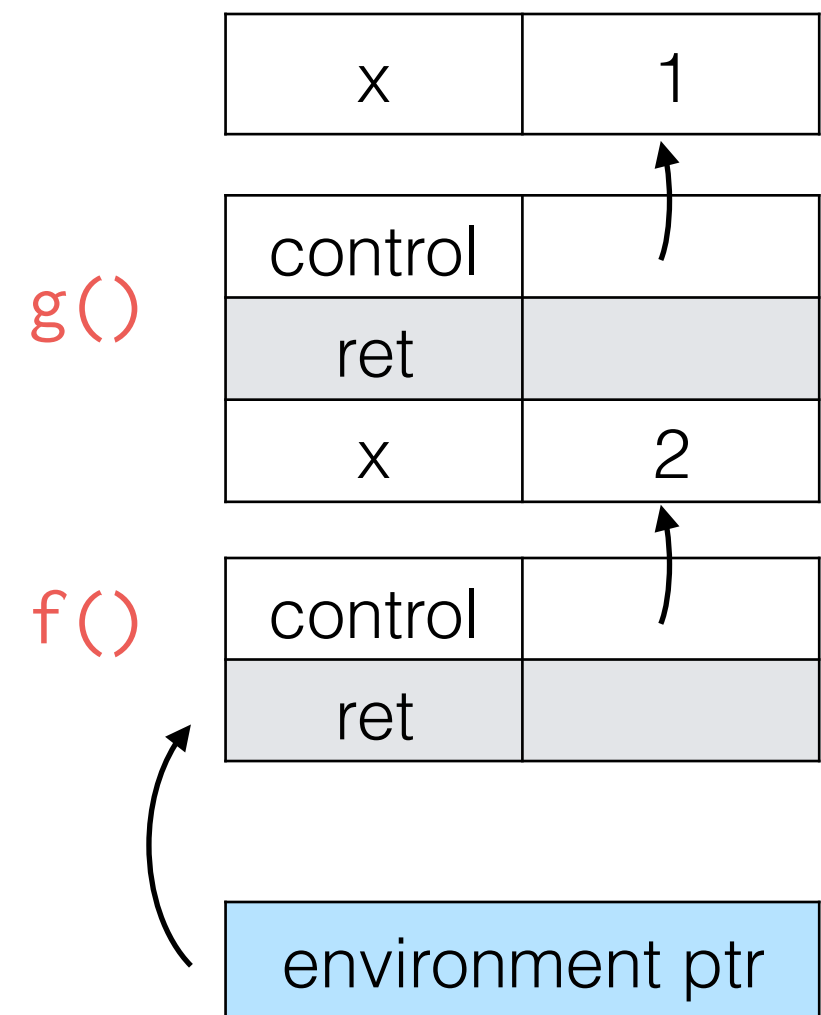 x 1
g()
control
ret
x 2
f()
control
ret
environment ptr